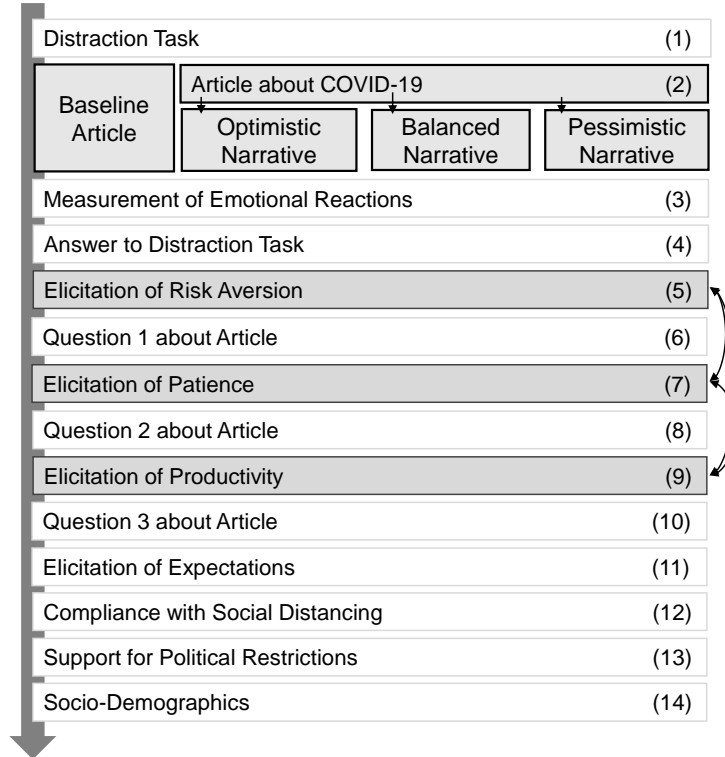 Distraction Task (1)
Baseline
Article
Article about COVID-19 (2)
Optimistic
Narrative
Balanced
Narrative
Pessimistic
Narrative
Measurement of Emotional Reactions (3)
Answer to Distraction Task (4)
Elicitation of Risk Aversion (5)
Question 1 about Article (6)
Elicitation of Patience (7)
Question 2 about Article (8)
Elicitation of Productivity (9)
Question 3 about Article (10)
Elicitation of Expectations (11)
Compliance with Social Distancing (12)
Support for Political Restrictions (13)
Socio-Demographics (14)